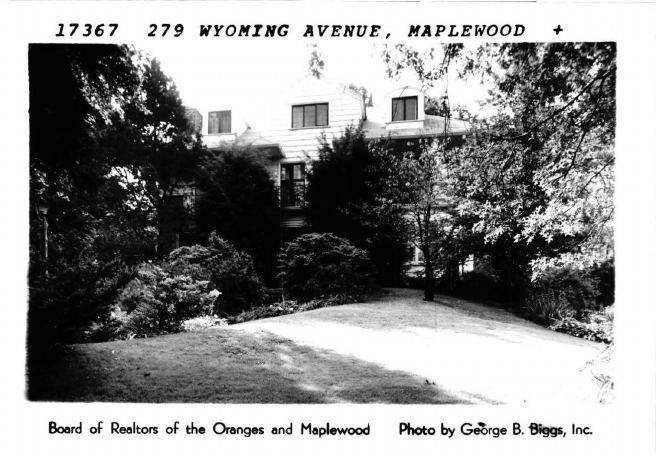 17367 279 WYOMING AVENUE, MAPLEWOOD +
Board of Realtors of the Oranges and Maplewood Photo by George B. Biggs, Inc.